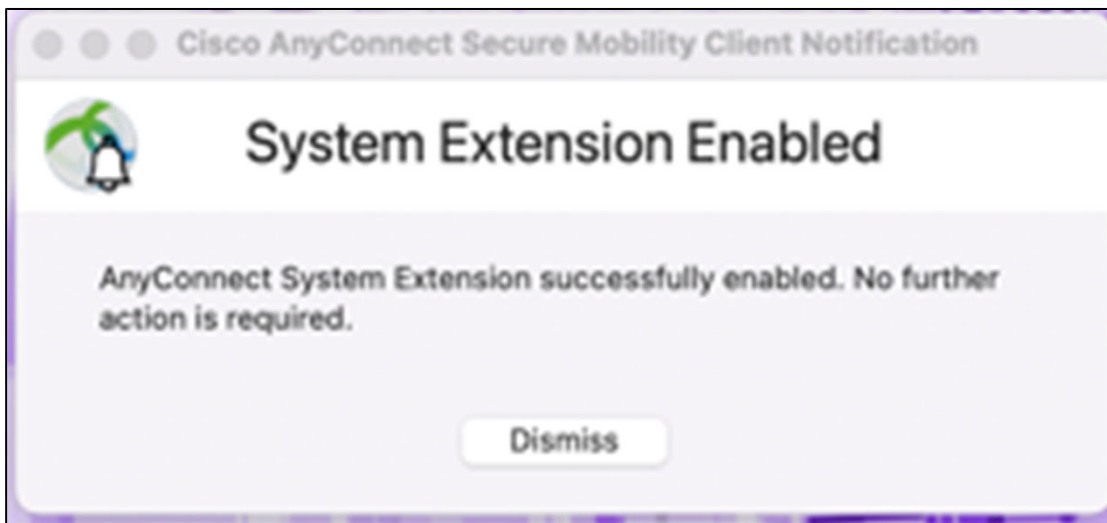 Cisco AnyConnect Secure Mobility Client Notification
System Extension Enabled
AnyConnect System Extension successfully enabled. No further
action is required.
Dismiss